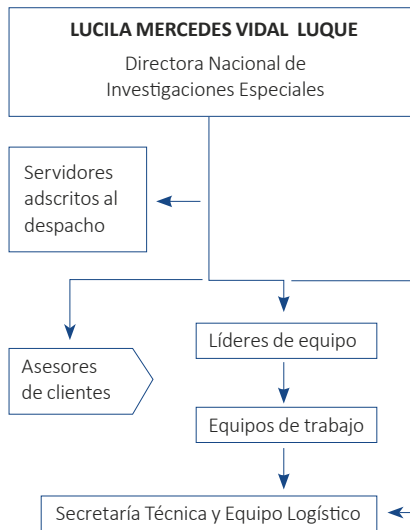 LUCILA MERCEDES VIDAL LUQUE
Directora Nacional de
Investigaciones Especiales
Servidores
adscritos al
despacho
Líderes de equipo
Asesores
de clientes
Equipos de trabajo
Secretaría Técnica y Equipo Logístico